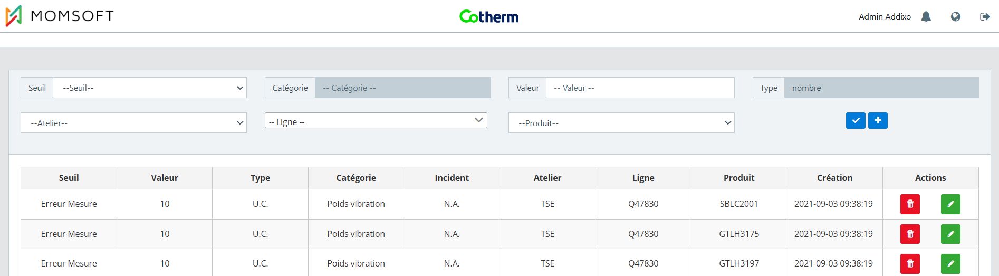 MOMSOFT
Cotherm
Admin Addixo
Seuil --Seuil-- Catégorie -- Catégorie -- Valeur -- Valeur -- Type nombre
--Atelier-- -- Ligne -- --Produit--
Seuil Valeur Type Catégorie Incident Atelier Ligne Produit Création Actions
Erreur Mesure 10 U.C. Poids vibration N.A. TSE Q47830 SBLC2001 2021-09-03 09:38:19
Erreur Mesure 10 U.C. Poids vibration N.A. TSE Q47830 GTLH3175 2021-09-03 09:38:19
Erreur Mesure 10 U.C. Poids vibration N.A. TSE Q47830 GTLH3197 2021-09-03 09:38:19